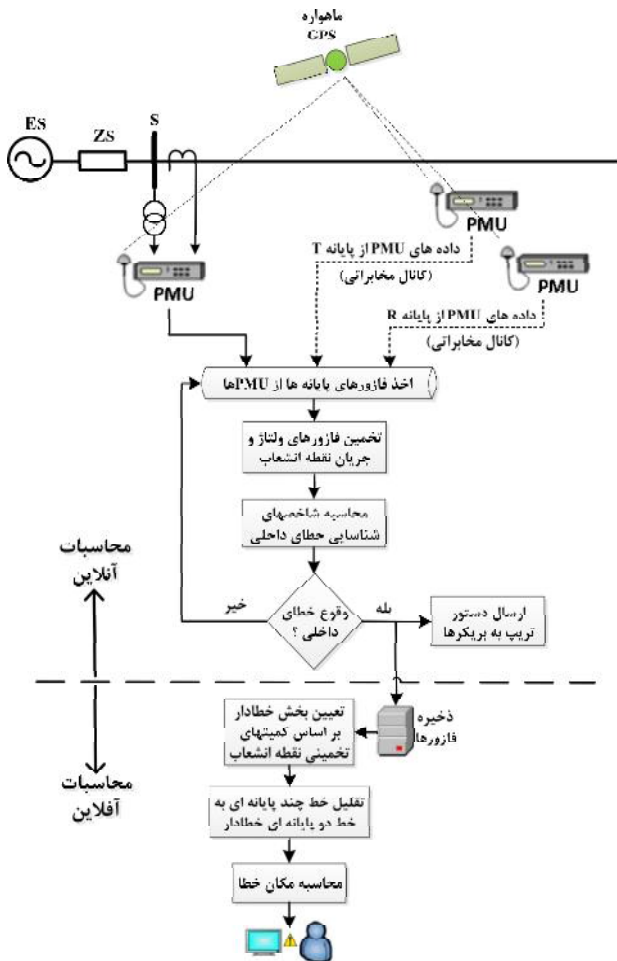 ماهواره
GPS
ES
ZS
S
PMU
داده های PMU از پایانه T
(کانال مخابراتی)
PMU
PMU
داده های PMU از پایانه R
(کانال مخابراتی)
اخذ فازورهای پایانه ها از PMUها
تخمین فازورهای ولتاژ و
جریان نقطه انشعاب
محاسبه شاخصهای
شناسایی خطای داخلی
محاسبات
آنلاین
خیر
وقوع خطای
داخلی ؟
بله
ارسال دستور
تریپ به بریکرها
ذخیره
فازورها
تعیین بخش خطادار
بر اساس کمیتهای
تخمینی نقطه انشعاب
محاسبات
آفلاین
تقلیل خط چند پایانه ای به
خط دو پایانه ای خطادار
محاسبه مکان خطا